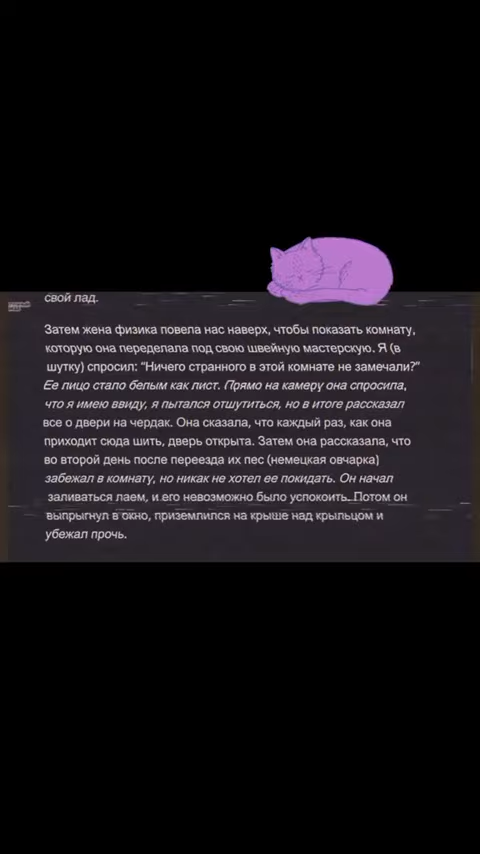 свой лад.
Затем жена физика повела нас наверх, чтобы показать комнату,
которую она переделала под свою швейную мастерскую. Я (в
шутку) спросил: “Ничего странного в этой комнате не замечали?”
Ее лицо стало белым как лист. Прямо на камеру она спросила,
что я имею ввиду, я пытался отшутиться, но в итоге рассказал
все о двери на чердак. Она сказала, что каждый раз, как она
приходит сюда шить, дверь открыта. Затем она рассказала, что
во второй день после переезда их пес (немецкая овчарка)
забежал в комнату, но никак не хотел ее покидать. Он начал
заливаться лаем, и его невозможно было успокоить. Потом он
выпрыгнул в окно, приземлился на крыше над крыльцом и
убежал прочь.